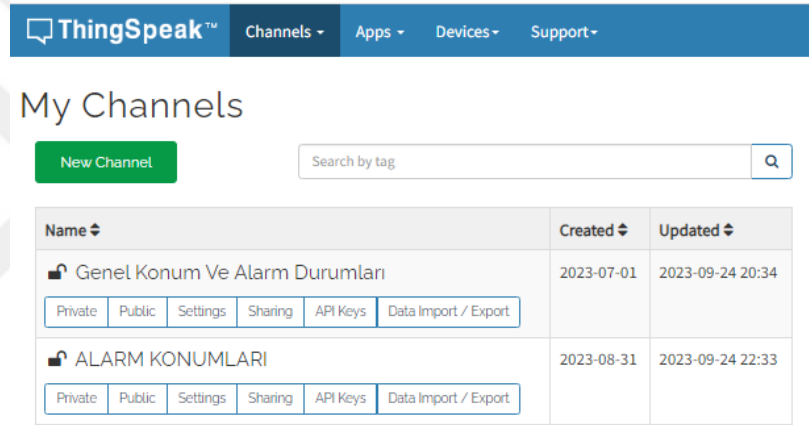 ThingSpeak™ Channels Apps Devices Support
My Channels
New Channel Search by tag
Name Created Updated
Genel Konum Ve Alarm Durumları 2023-07-01 2023-09-24 20:34
Private Public Settings Sharing API Keys Data Import / Export
ALARM KONUMLARI 2023-08-31 2023-09-24 22:33
Private Public Settings Sharing API Keys Data Import / Export